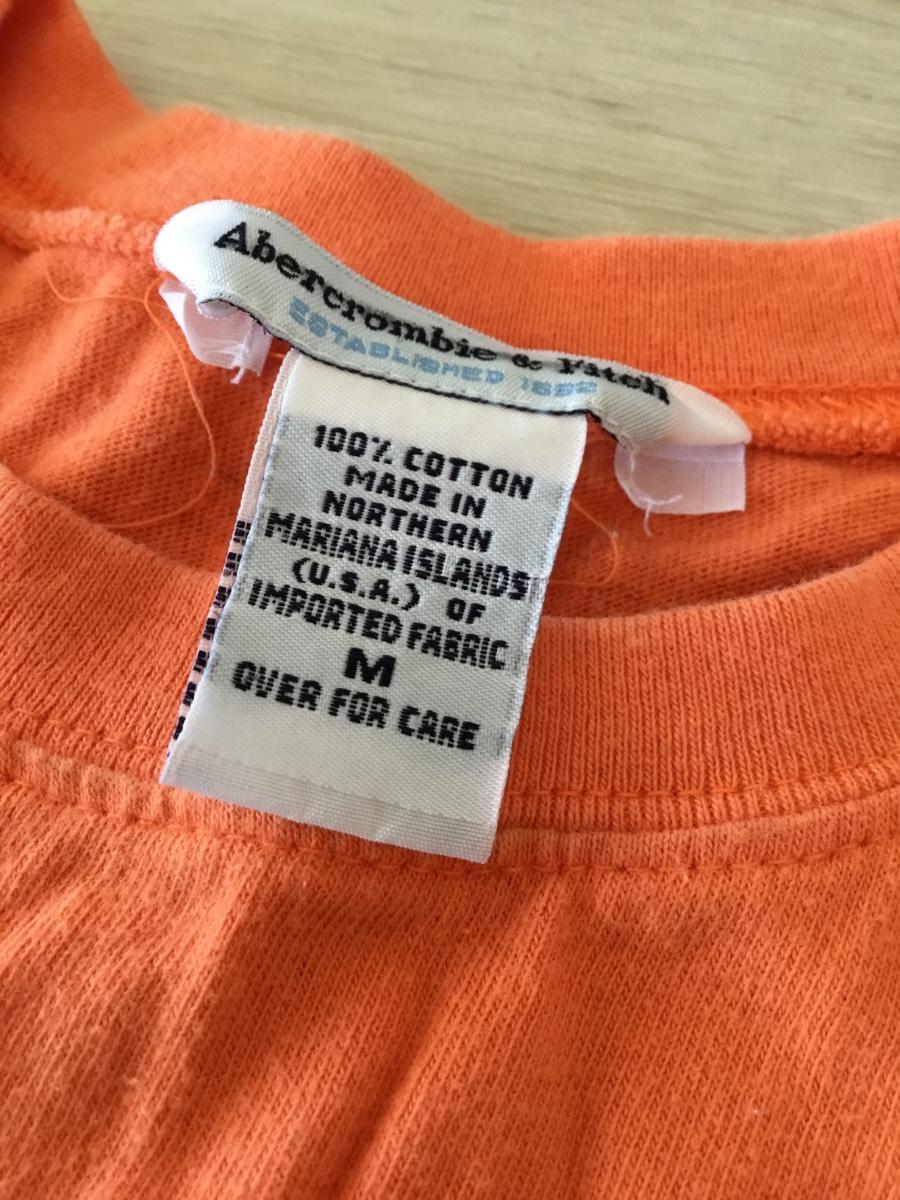 Abercrombie & Fitch
ESTABLISHED 1892
100% COTTON
MADE IN
NORTHERN
MARIANA ISLANDS
(U.S.A.) OF
IMPORTED FABRIC
M
OVER FOR CARE